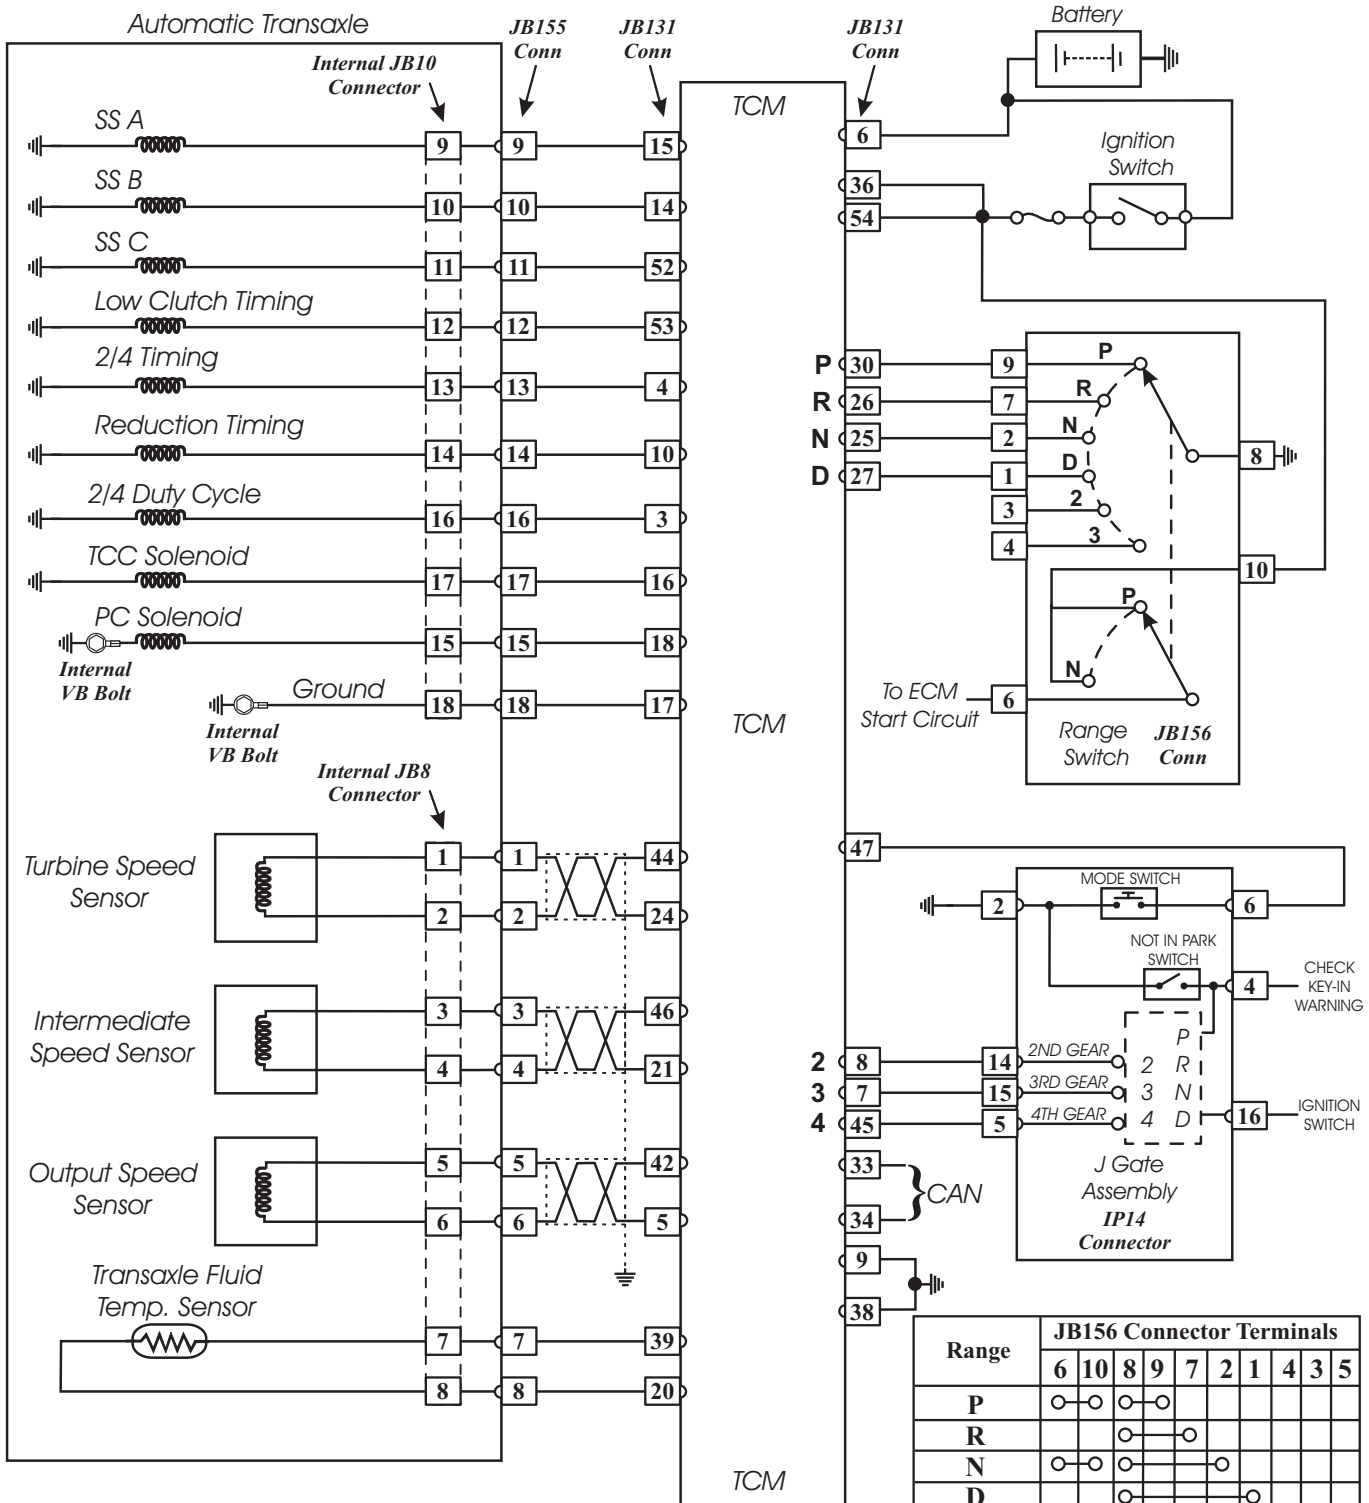 Automatic Transaxle
JB155
Conn
JB131
Conn
JB131
Conn
Battery
Internal JB10
Connector
TCM
SS A
9 9 15
6
Ignition
Switch
SS B
10 10 14
36
54
SS C
11 11 52
Low Clutch Timing
12 12 53
2/4 Timing
13 13 4
Reduction Timing
14 14 10
2/4 Duty Cycle
16 16 3
TCC Solenoid
17 17 16
PC Solenoid
15 15 18
Internal
VB Bolt
Ground
18 18 17
Internal
VB Bolt
P 30 9 P
R 26 7 R
N 25 2 N
D 27 1 D
3 2
4 3
8
10
P
N
To ECM
Start Circuit
6
Range
Switch
JB156
Conn
TCM
Internal JB8
Connector
Turbine Speed
Sensor
1 1 44
2 2 24
Intermediate
Speed Sensor
3 3 46
4 4 21
Output Speed
Sensor
5 5 42
6 6 5
Transaxle Fluid
Temp. Sensor
7 7 39
8 8 20
47
MODE SWITCH
2 6
NOT IN PARK
SWITCH
4
CHECK
KEY-IN
WARNING
P
2 8 14 2ND GEAR 2 R
3 7 15 3RD GEAR 3 N
4 45 5 4TH GEAR 4 D 16
IGNITION
SWITCH
J Gate
Assembly
IP14
Connector
33
34
CAN
9
38
TCM
Range JB156 Connector Terminals
6 10 8 9 7 2 1 4 3 5
P
R
N
D